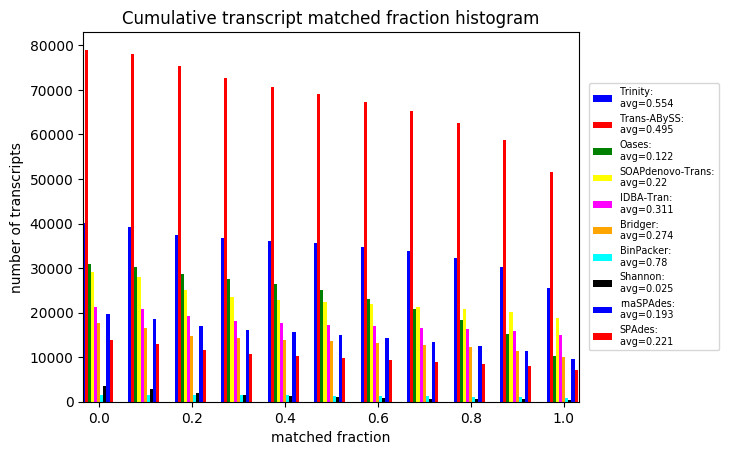 Cumulative transcript matched fraction histogram
number of transcripts
80000
70000
60000
50000
40000
30000
20000
10000
0
0.0 0.2 0.4 0.6 0.8 1.0
matched fraction
Trinity:
avg=0.554
Trans-ABySS:
avg=0.495
Oases:
avg=0.122
SOAPdenovo-Trans:
avg=0.22
IDBA-Tran:
avg=0.311
Bridger:
avg=0.274
BinPacker:
avg=0.78
Shannon:
avg=0.025
rnaSPAdes:
avg=0.193
SPAdes:
avg=0.221